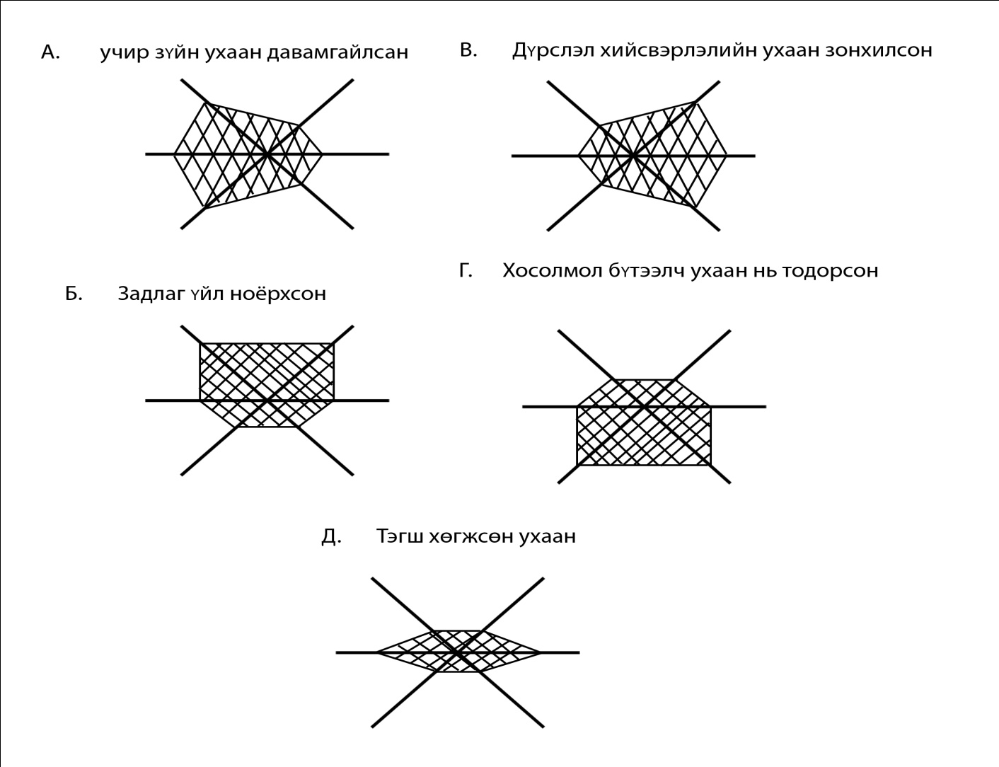 А. учир зүйн ухаан давамгайлсан
В. Дүрслэл хийсвэрлэлийн ухаан зонхилсон
Г. Хосолмол бүтээлч ухаан нь тодорсон
Б. Задлаг үйл ноёрхсон
Д. Тэгш хөгжсөн ухаан